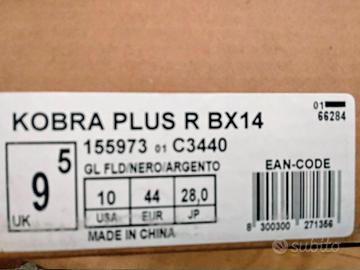 01
66284
KOBRA PLUS R BX14
155973 01 C3440
GL FLD/NERO/ARGENTO
9 5
UK
10 44 28,0
USA EUR JP
MADE IN CHINA
EAN-CODE
8 300300 271356
subito